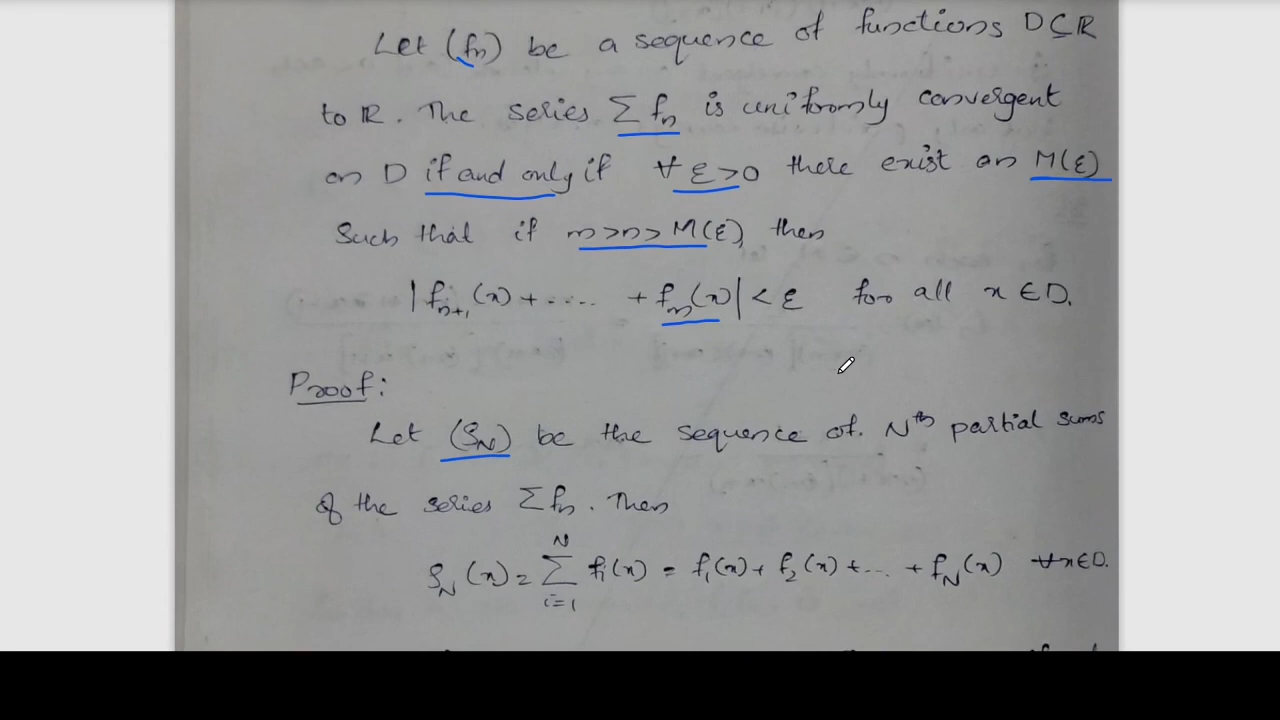 Let (fn) be a sequence of functions D⊆ℝ
to ℝ. The series Σ fn is uniformly convergent
on D if and only if ∀ ε>0 there exist an M(ε)
Such that if m>n>M(ε), then
|fn+1(x)+..... +fm(x)|<ε for all x∈D.
Proof:
Let (SN) be the sequence of. Nth partial sums
of the series Σ fn. Then
SN(x)= Σ_{i=1}^{N} fi(x) = f1(x)+ f2(x)+... +fN(x) ∀x∈D.